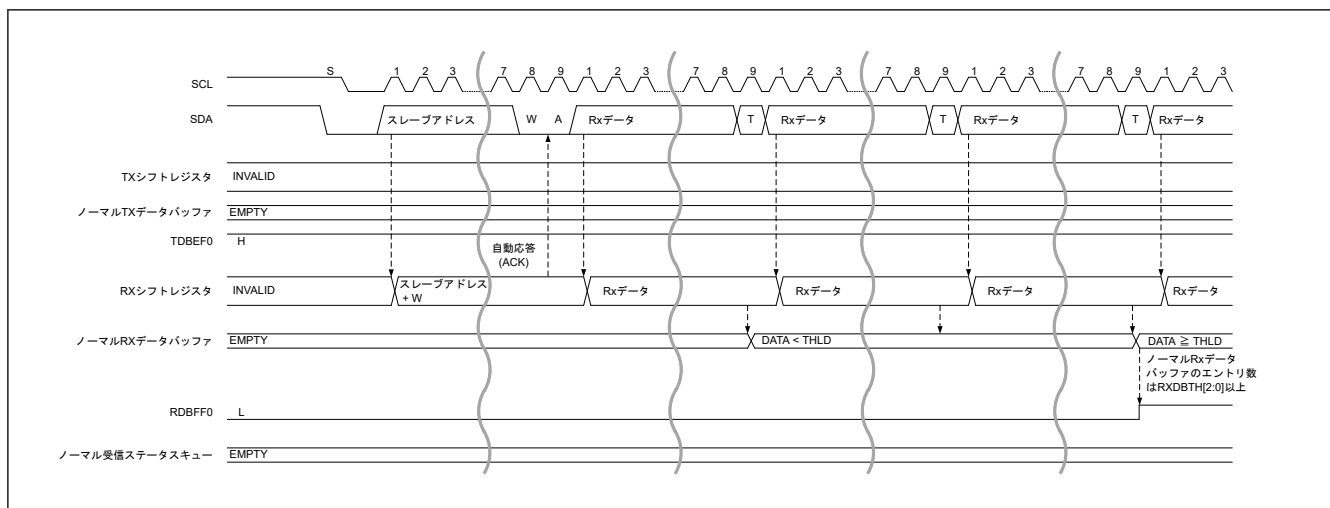 S 1 2 3 7 8 9 1 2 3 7 8 9 1 2 3 7 8 9 1 2 3 7 8 9 1 2 3
SCL
SDA スレーブアドレス W A Rxデータ T Rxデータ T Rxデータ T Rxデータ
TXシフトレジスタ INVALID
ノーマルTXデータバッファ EMPTY
TDBEF0 H
自動応答
(ACK)
RXシフトレジスタ INVALID スレーブアドレス
+ W
Rxデータ Rxデータ Rxデータ Rxデータ
ノーマルRXデータバッファ EMPTY DATA < THLD DATA ≧ THLD
ノーマルRxデータ
バッファのエントリ数
はRXDBTH[2:0]以上
RDBFF0 L
ノーマル受信ステータスキュー EMPTY